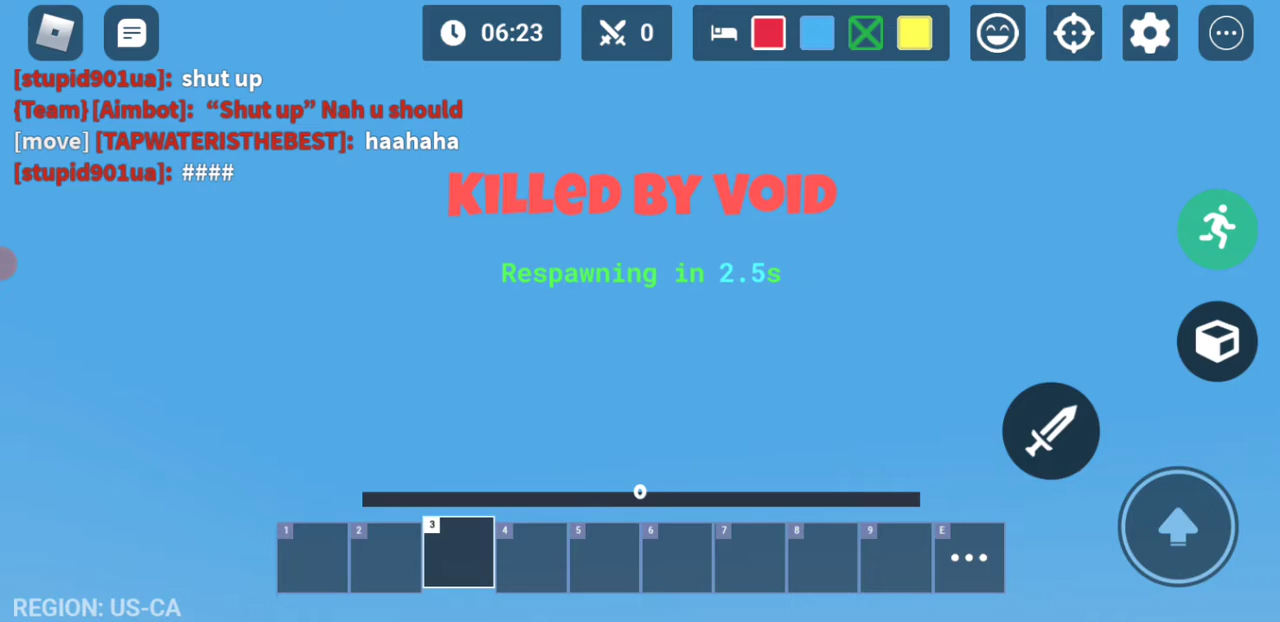 06:23
0
[stupid901ua]: shut up
{Team} [Aimbot]: “Shut up” Nah u should
[move] [TAPWATERISTHEBEST]: haahaha
[stupid901ua]: ####
KILLED BY VOID
Respawning in 2.5s
0
1 2 3 4 5 6 7 8 9 E
REGION: US-CA